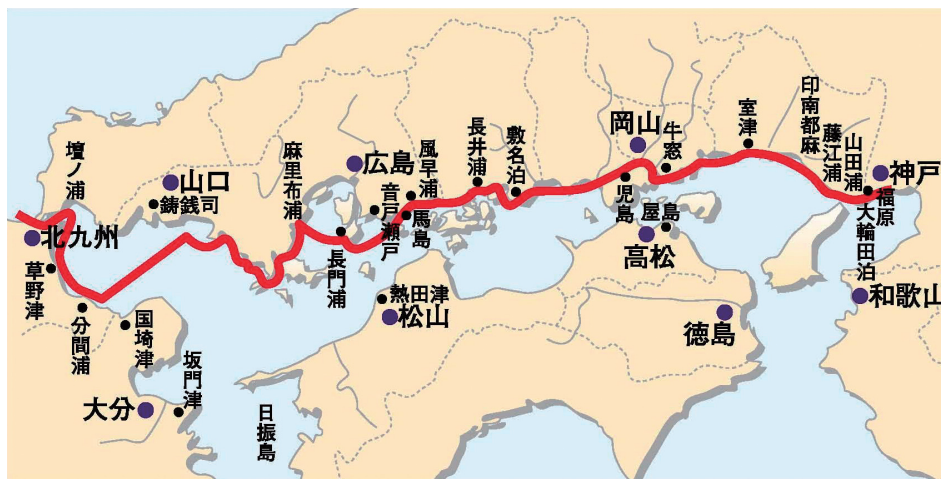 壇ノ浦
北九州
草野津
分間浦
国埼津
大分
坂門津
山口
鋳銭司
日振島
麻里布浦
長門浦
広島
音戸瀬戸
風早浦
馬島
熱田津
松山
長井浦
敷名泊
岡山
牛窓
児島
屋島
高松
徳島
室津
印南都麻
藤江浦
山田浦
神戸
福原
大輪田泊
和歌山